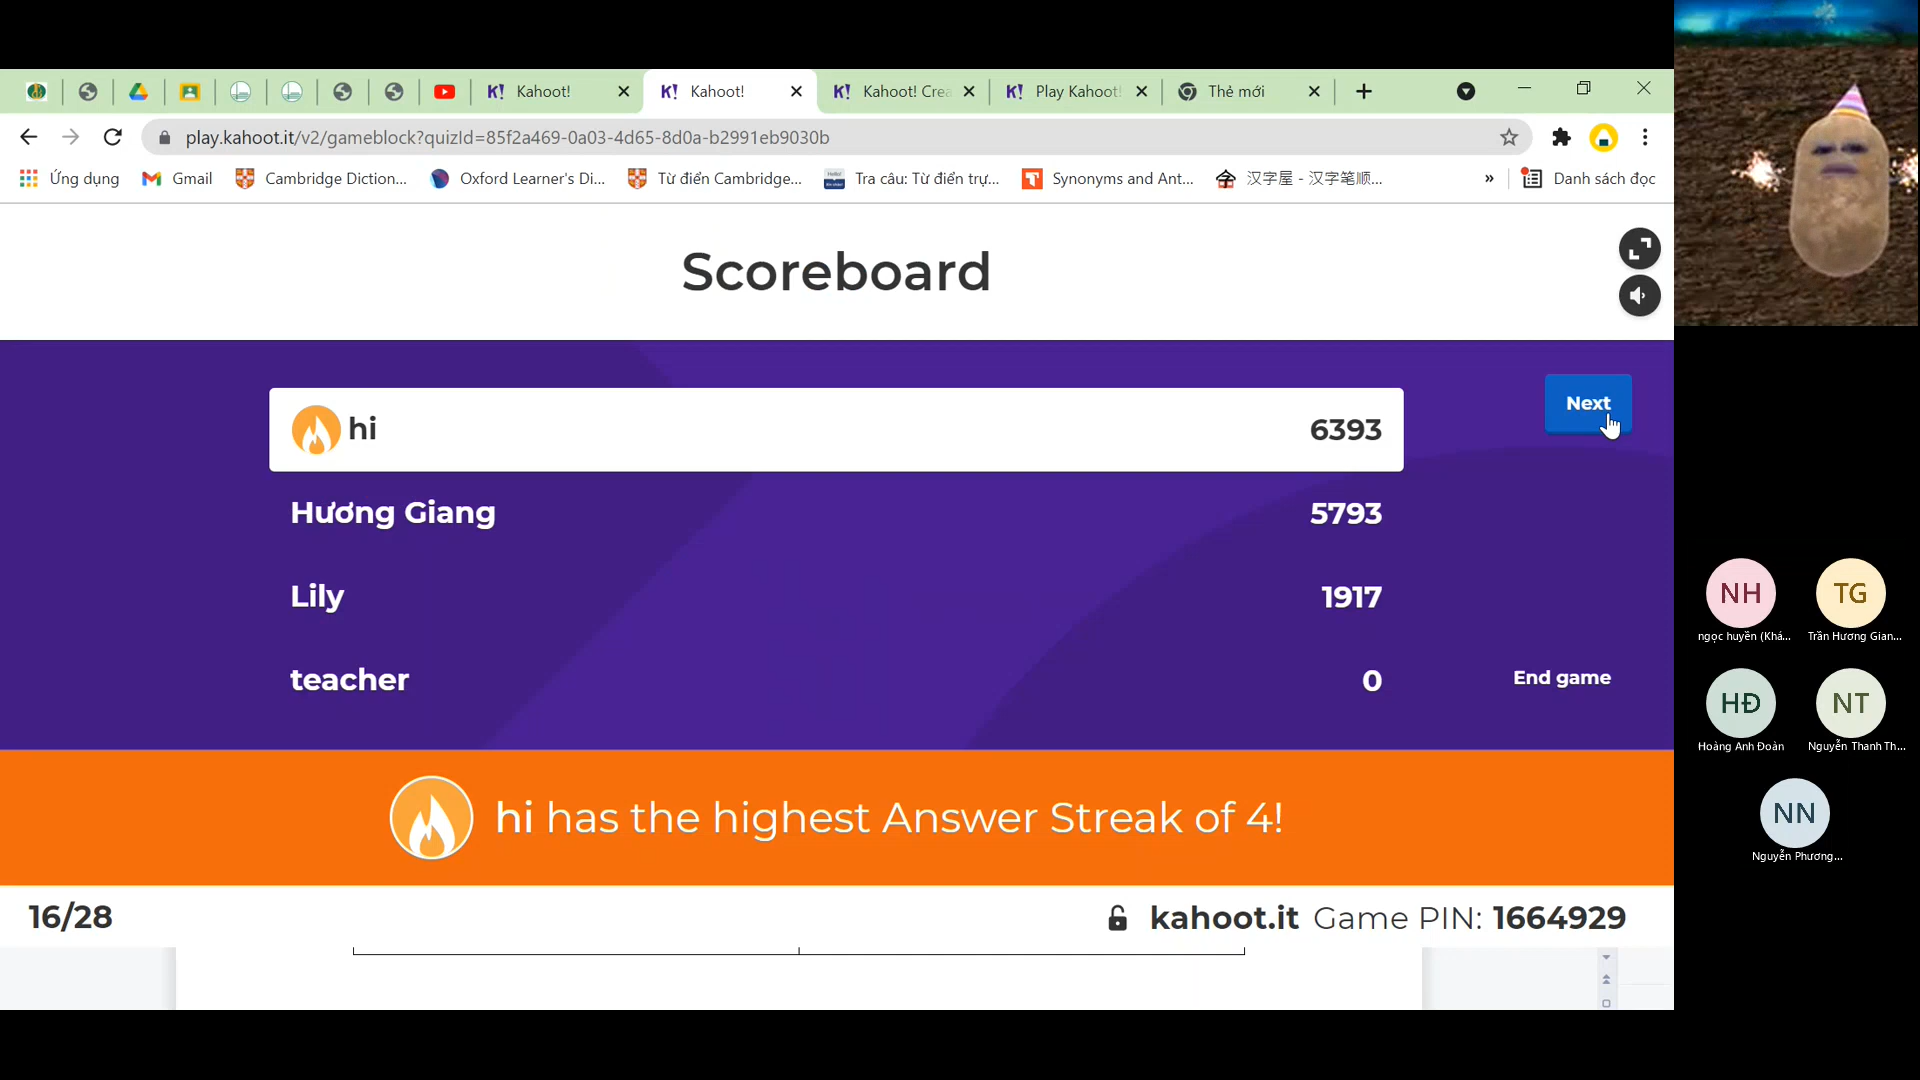 Kahoot!
Kahoot!
Kahoot! Crea
Play Kahoot!
Thẻ mới
play.kahoot.it/v2/gameblock?quizId=85f2a469-0a03-4d65-8d0a-b2991eb9030b
Ứng dụng
Gmail
Cambridge Diction...
Oxford Learner's Di...
Từ điển Cambridge...
Tra câu: Từ điển trự...
Synonyms and Ant...
汉字屋 - 汉字笔顺...
Danh sách đọc
Scoreboard
Next
hi 6393
Hương Giang 5793
Lily 1917
teacher 0
End game
hi has the highest Answer Streak of 4!
16/28
kahoot.it Game PIN: 1664929
NH
ngọc huyền (Khá...
TG
Trần Hương Gian...
HĐ
Hoàng Anh Đoàn
NT
Nguyễn Thanh Th...
NN
Nguyễn Phương...